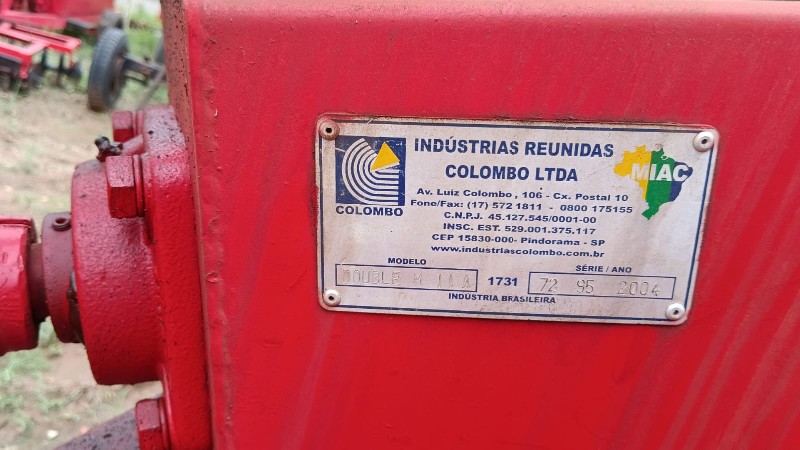 INDÚSTRIAS REUNIDAS
COLOMBO LTDA
COLOMBO
MIAC
Av. Luiz Colombo , 106 - Cx. Postal 10
Fone/Fax: (17) 572 1811 - 0800 175155
C.N.P.J. 45.127.545/0001-00
INSC. EST. 529.001.375.117
CEP 15830-000- Pindorama - SP
www.industriascolombo.com.br
MODELO
SÉRIE / ANO
DOUBLE 1731 72 95 2004
INDÚSTRIA BRASILEIRA